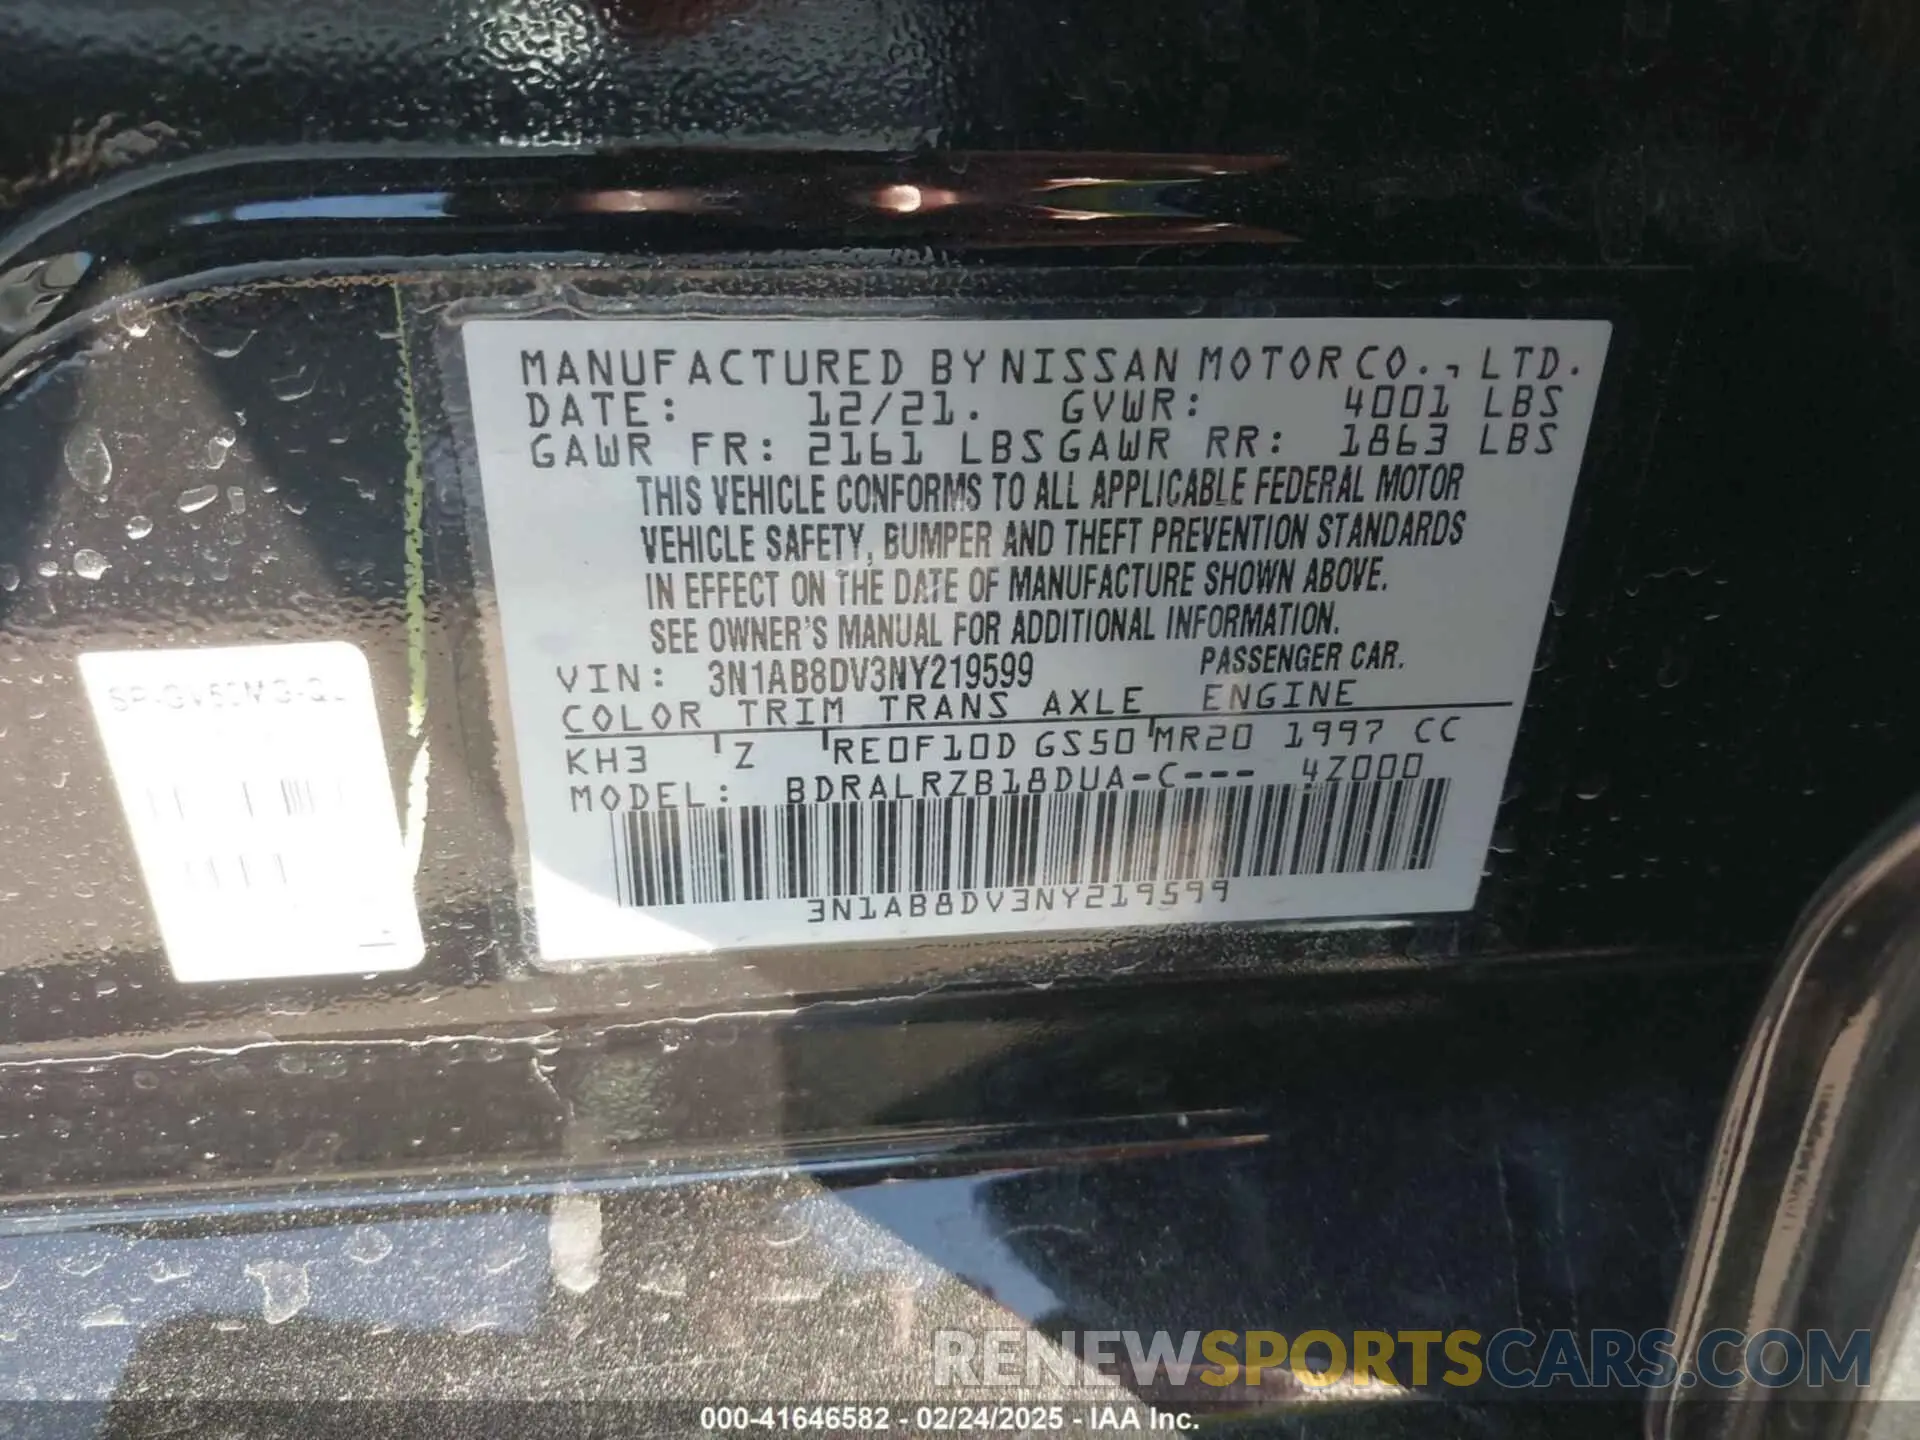 MANUFACTURED BY NISSAN MOTOR CO., LTD.
DATE: 12/21. GVWR: 4001 LBS
GAWR FR: 2161 LBS GAWR RR: 1863 LBS
THIS VEHICLE CONFORMS TO ALL APPLICABLE FEDERAL MOTOR
VEHICLE SAFETY, BUMPER AND THEFT PREVENTION STANDARDS
IN EFFECT ON THE DATE OF MANUFACTURE SHOWN ABOVE.
SEE OWNER'S MANUAL FOR ADDITIONAL INFORMATION.
VIN: 3N1AB8DV3NY219599 PASSENGER CAR.
COLOR TRIM TRANS AXLE ENGINE
KH3 Z RE0F10D GS50 MR20 1997 CC
MODEL: BDRALRZB18DUA-C--- 4Z000
3N1AB8DV3NY219599
RENEWSPORTSCARS.COM
000-41646582 - 02/24/2025 - IAA Inc.